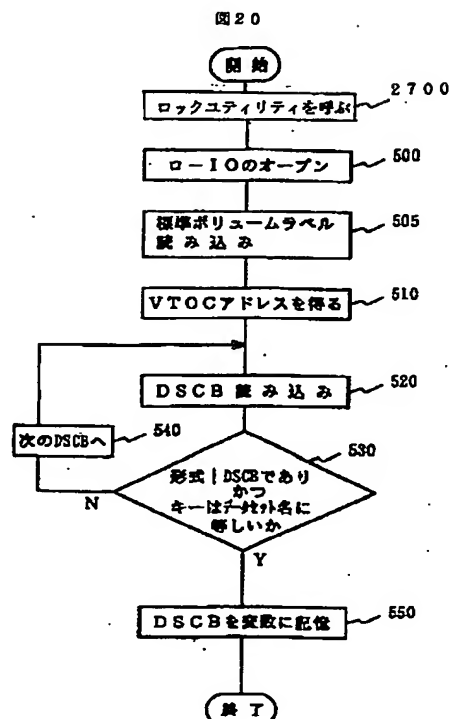 図20
開始
ロックユティリティを呼ぶ
2700
ロ－IOのオープン
500
標準ボリュームラベル
読み込み
505
VTOCアドレスを得る
510
DSCB読み込み
520
次のDSCBへ
540
530
形式|DSCBであり
かつ
キーはデータセット名に
等しいか
N
Y
DSCBを変数に記憶
550
終了